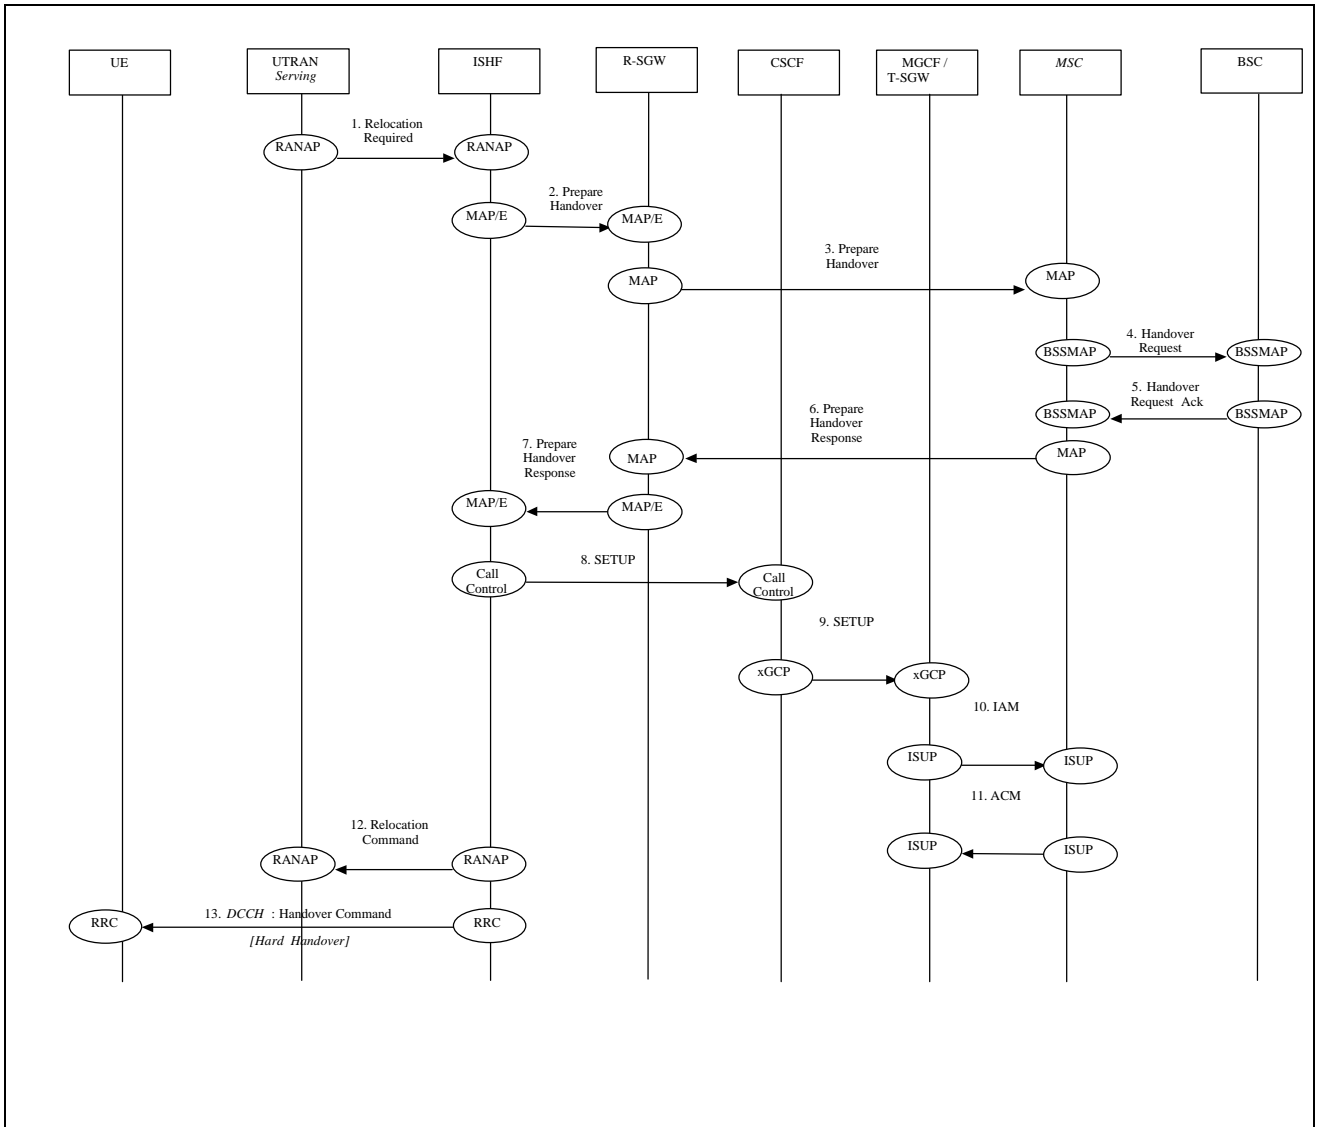 UE
UTRAN
Serving
ISHF
R-SGW
CSCF
MGCF /
T-SGW
MSC
BSC
1. Relocation
Required
RANAP
RANAP
2. Prepare
Handover
MAP/E
MAP/E
3. Prepare
Handover
MAP
MAP
4. Handover
Request
BSSMAP
BSSMAP
5. Handover
Request Ack
BSSMAP
BSSMAP
6. Prepare
Handover
Response
MAP
MAP
7. Prepare
Handover
Response
MAP/E
MAP/E
8. SETUP
Call
Control
Call
Control
9. SETUP
xGCP
xGCP
10. IAM
ISUP
ISUP
11. ACM
ISUP
ISUP
12. Relocation
Command
RANAP
RANAP
13. DCCH : Handover Command
RRC
RRC
[Hard Handover]